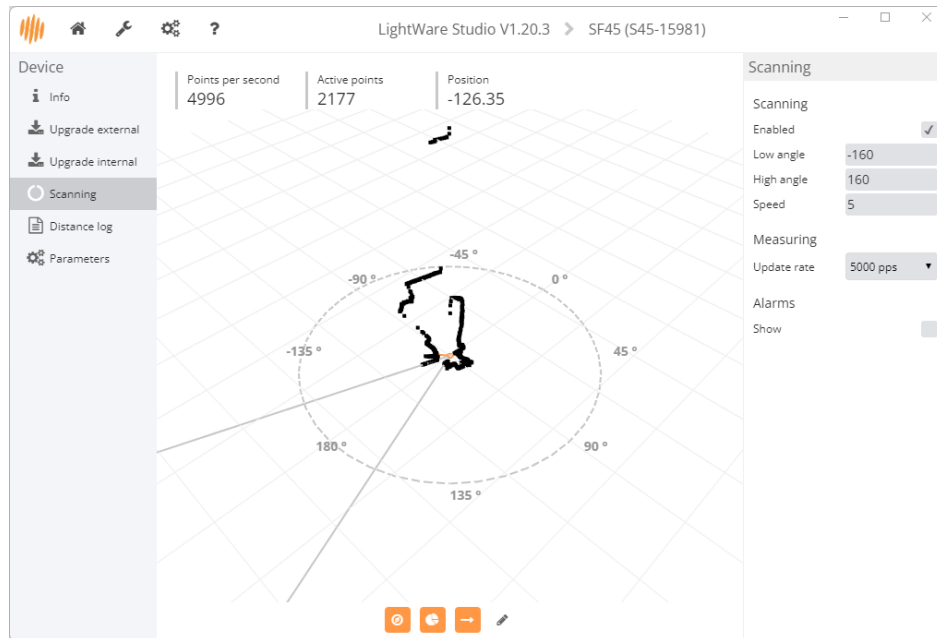 LightWare Studio V1.20.3 > SF45 (S45-15981)
Device
Info
Upgrade external
Upgrade internal
Scanning
Distance log
Parameters
Points per second
4996
Active points
2177
Position
-126.35
-45 °
-90 °
0 °
-135 °
45 °
180 °
90 °
135 °
Scanning
Scanning
Enabled
Low angle -160
High angle 160
Speed 5
Measuring
Update rate 5000 pps
Alarms
Show